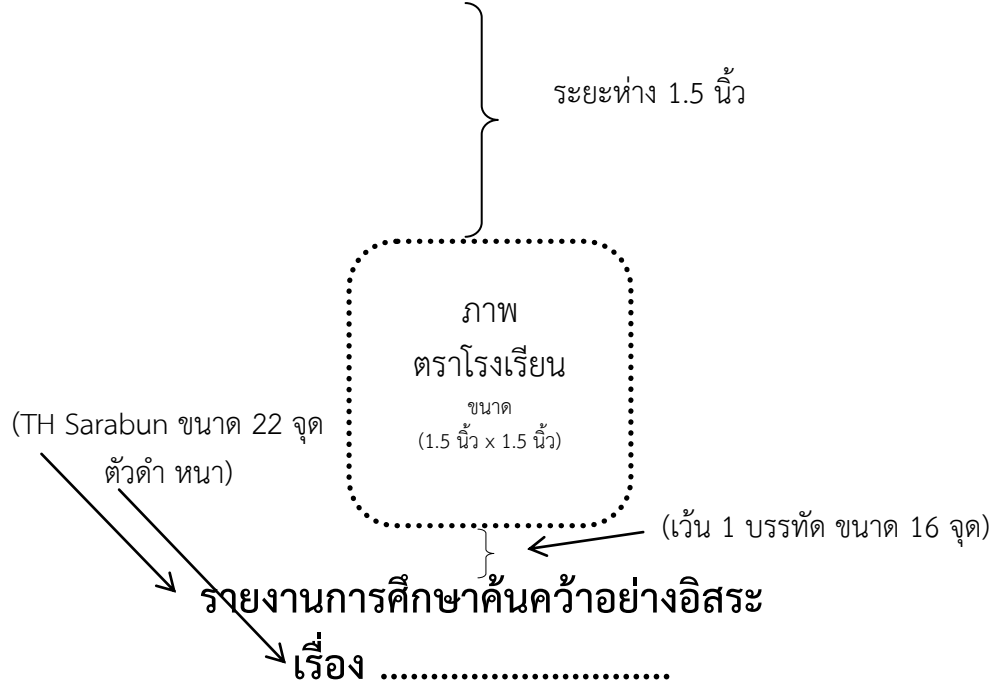 ระยะห่าง 1.5 นิ้ว
ภาพ
ตราโรงเรียน
ขนาด
(1.5 นิ้ว x 1.5 นิ้ว)
(TH Sarabun ขนาด 22 จุด
ตัวดำ หนา)
(เว้น 1 บรรทัด ขนาด 16 จุด)
รายงานการศึกษาค้นคว้าอย่างอิสระ
เรื่อง ............................